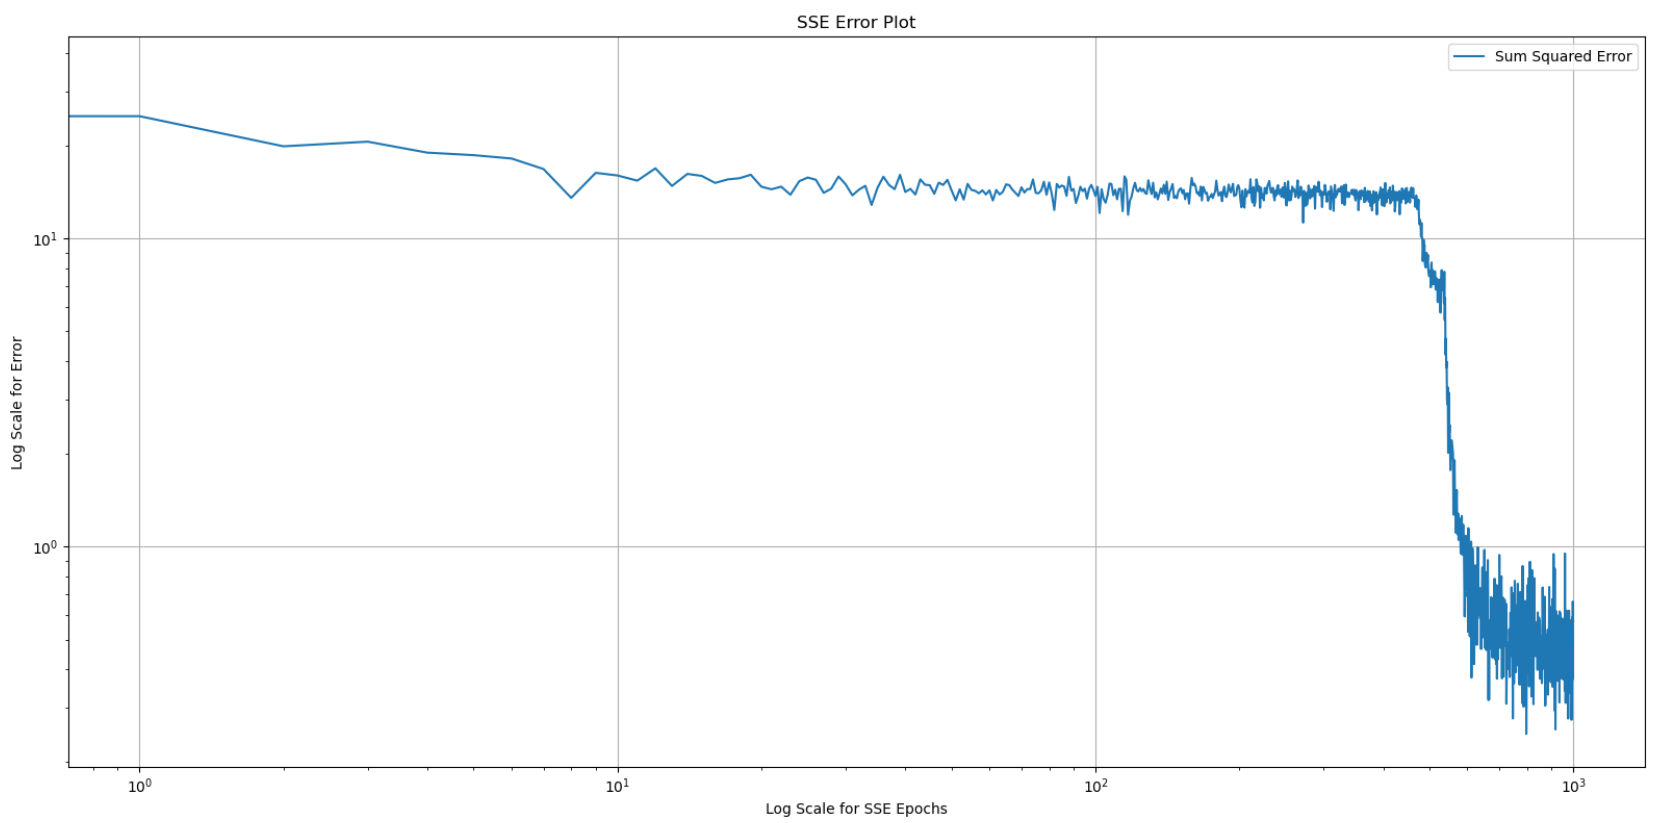 SSE Error Plot
Sum Squared Error
Log Scale for Error
10¹
10⁰
10⁰ 10¹ 10² 10³
Log Scale for SSE Epochs